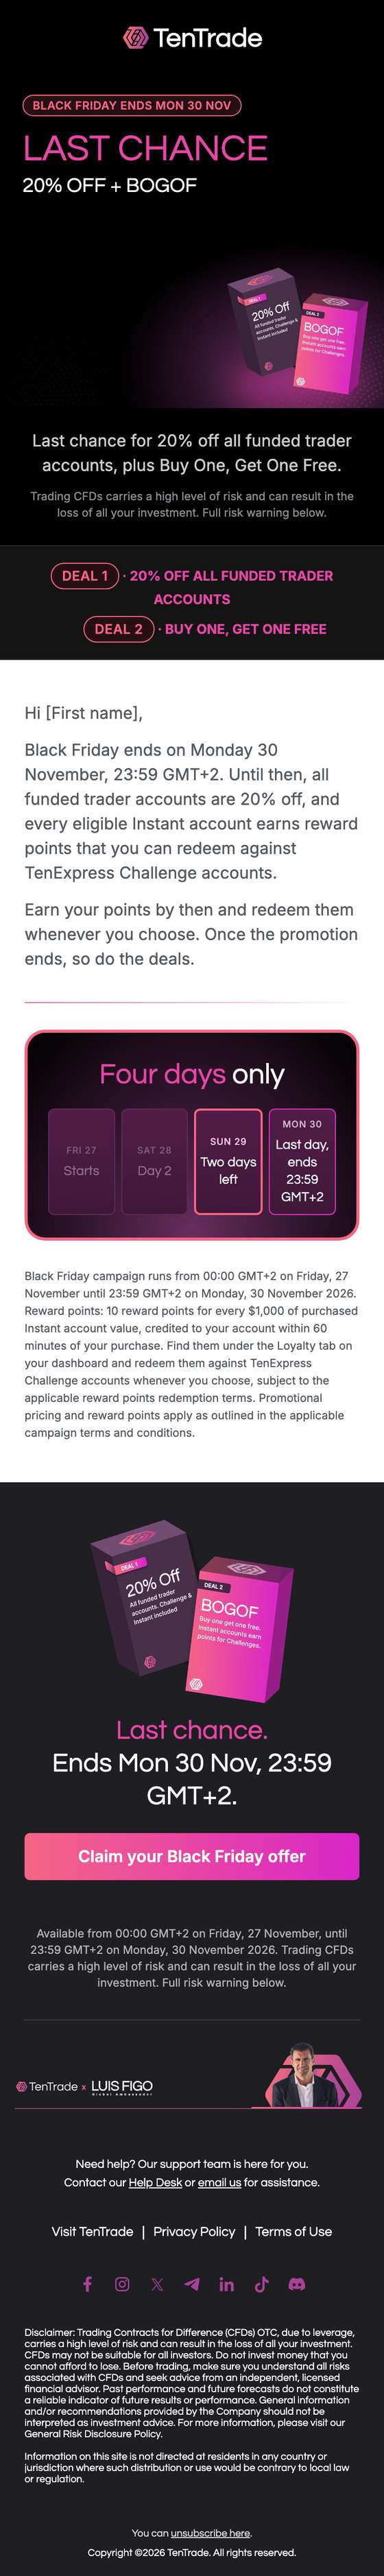 TenTrade
BLACK FRIDAY ENDS MON 30 NOV
LAST CHANCE
20% OFF + BOGOF
DEAL 1
20% Off
All funded trader
accounts. Challenge &
Instant included
DEAL 2
BOGOF
Buy one get one free.
Instant accounts earn
points for Challenges.
Last chance for 20% off all funded trader
accounts, plus Buy One, Get One Free.
Trading CFDs carries a high level of risk and can result in the
loss of all your investment. Full risk warning below.
DEAL 1 · 20% OFF ALL FUNDED TRADER
ACCOUNTS
DEAL 2 · BUY ONE, GET ONE FREE
Hi [First name],
Black Friday ends on Monday 30
November, 23:59 GMT+2. Until then, all
funded trader accounts are 20% off, and
every eligible Instant account earns reward
points that you can redeem against
TenExpress Challenge accounts.
Earn your points by then and redeem them
whenever you choose. Once the promotion
ends, so do the deals.
Four days only
FRI 27
Starts
SAT 28
Day 2
SUN 29
Two days
left
MON 30
Last day,
ends
23:59
GMT+2
Black Friday campaign runs from 00:00 GMT+2 on Friday, 27
November until 23:59 GMT+2 on Monday, 30 November 2026.
Reward points: 10 reward points for every $1,000 of purchased
Instant account value, credited to your account within 60
minutes of your purchase. Find them under the Loyalty tab on
your dashboard and redeem them against TenExpress
Challenge accounts whenever you choose, subject to the
applicable reward points redemption terms. Promotional
pricing and reward points apply as outlined in the applicable
campaign terms and conditions.
DEAL 1
20% Off
All funded trader
accounts. Challenge &
Instant included
DEAL 2
BOGOF
Buy one get one free.
Instant accounts earn
points for Challenges.
Last chance.
Ends Mon 30 Nov, 23:59
GMT+2.
Claim your Black Friday offer
Available from 00:00 GMT+2 on Friday, 27 November, until
23:59 GMT+2 on Monday, 30 November 2026. Trading CFDs
carries a high level of risk and can result in the loss of all your
investment. Full risk warning below.
TenTrade x LUIS FIGO
Global Ambassador
Need help? Our support team is here for you.
Contact our Help Desk or email us for assistance.
Visit TenTrade | Privacy Policy | Terms of Use
Disclaimer: Trading Contracts for Difference (CFDs) OTC, due to leverage,
carries a high level of risk and can result in the loss of all your investment.
CFDs may not be suitable for all investors. Do not invest money that you
cannot afford to lose. Before trading, make sure you understand all risks
associated with CFDs and seek advice from an independent, licensed
financial advisor. Past performance and future forecasts do not constitute
a reliable indicator of future results or performance. General information
and/or recommendations provided by the Company should not be
interpreted as investment advice. For more information, please visit our
General Risk Disclosure Policy.
Information on this site is not directed at residents in any country or
jurisdiction where such distribution or use would be contrary to local law
or regulation.
You can unsubscribe here.
Copyright ©2026 TenTrade. All rights reserved.